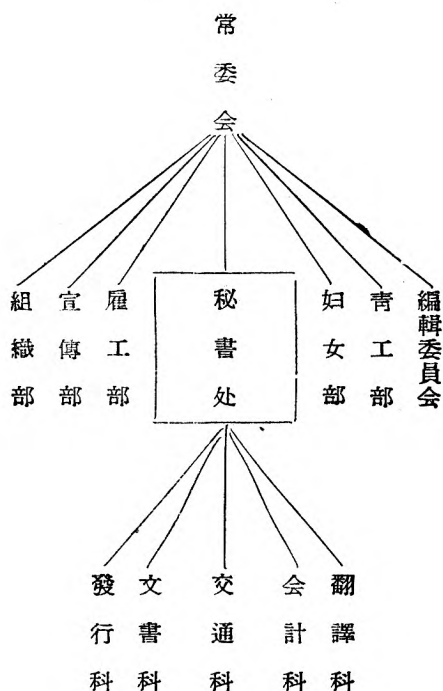 常委会
組織部
宣傳部
雇工部
秘書处
妇女部
青工部
編輯委員会
發行科
文書科
交通科
会計科
翻譯科